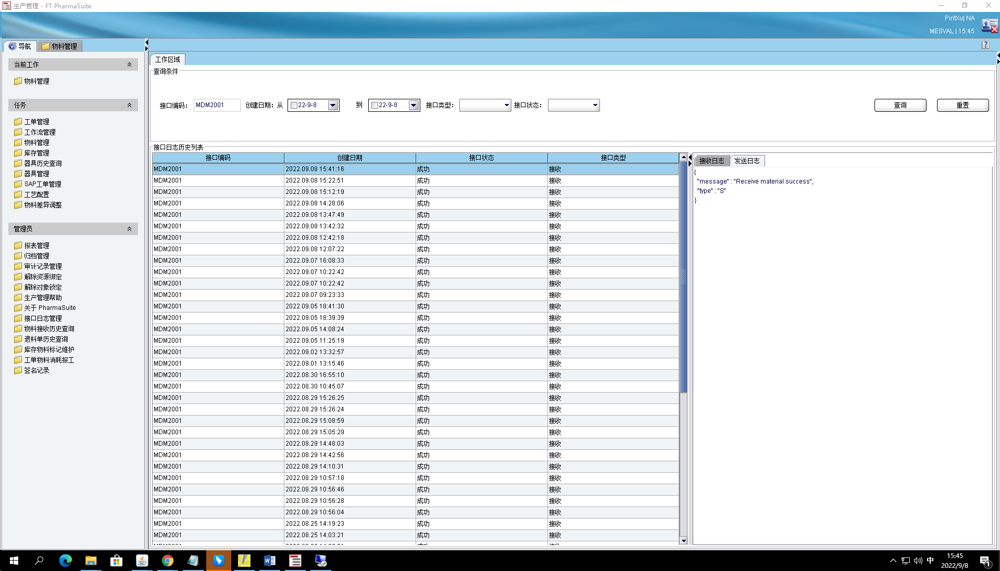 生产管理 - FT PharmaSuite
PiritXu| NA
MESVAL | 15:45
导航
物料管理
当前工作
物料管理
任务
工单管理
工作流管理
物料管理
库存管理
器具历史查询
器具管理
SAP工单管理
工艺配置
物料差异调整
管理员
报表管理
归档管理
审计记录管理
解除资源绑定
解除对象锁定
生产管理帮助
关于 PharmaSuite
接口日志管理
物料接收历史查询
退料单历史查询
库存物料标记维护
工单物料消耗报工
签名记录
工作区域
查询条件
接口编码: MDM2001 创建日期: 从 22-9-8 到 22-9-8 接口类型: 接口状态: 查询 重置
接口日志历史列表
接口编码 创建日期 接口状态 接口类型
MDM2001 2022.09.08 15:41:16 成功 接收
MDM2001 2022.09.08 15:22:51 成功 接收
MDM2001 2022.09.08 15:12:19 成功 接收
MDM2001 2022.09.08 14:28:06 成功 接收
MDM2001 2022.09.08 13:47:49 成功 接收
MDM2001 2022.09.08 13:42:32 成功 接收
MDM2001 2022.09.08 12:42:18 成功 接收
MDM2001 2022.09.08 12:07:22 成功 接收
MDM2001 2022.09.07 16:08:33 成功 接收
MDM2001 2022.09.07 10:22:42 成功 接收
MDM2001 2022.09.07 10:22:42 成功 接收
MDM2001 2022.09.07 09:23:33 成功 接收
MDM2001 2022.09.05 18:41:30 成功 接收
MDM2001 2022.09.05 18:39:39 成功 接收
MDM2001 2022.09.05 14:08:24 成功 接收
MDM2001 2022.09.05 11:25:19 成功 接收
MDM2001 2022.09.02 13:32:57 成功 接收
MDM2001 2022.09.01 13:15:46 成功 接收
MDM2001 2022.08.30 16:55:10 成功 接收
MDM2001 2022.08.30 10:45:07 成功 接收
MDM2001 2022.08.29 15:26:25 成功 接收
MDM2001 2022.08.29 15:26:24 成功 接收
MDM2001 2022.08.29 15:08:59 成功 接收
MDM2001 2022.08.29 15:05:29 成功 接收
MDM2001 2022.08.29 14:48:03 成功 接收
MDM2001 2022.08.29 14:42:56 成功 接收
MDM2001 2022.08.29 14:10:31 成功 接收
MDM2001 2022.08.29 10:57:18 成功 接收
MDM2001 2022.08.29 10:56:46 成功 接收
MDM2001 2022.08.29 10:56:28 成功 接收
MDM2001 2022.08.29 10:56:04 成功 接收
MDM2001 2022.08.25 14:19:23 成功 接收
MDM2001 2022.08.25 14:03:21 成功 接收
接收日志 发送日志
{
"message" : "Receive material success",
"type" : "S"
}
中
15:45
2022/9/8
1